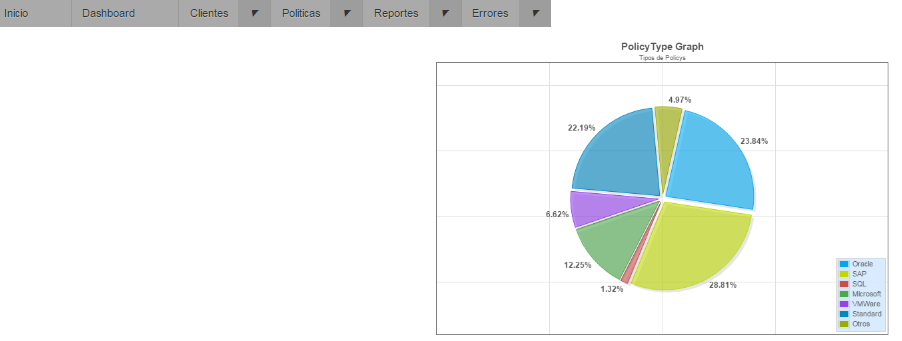 Inicio Dashboard Clientes Politicas Reportes Errores
PolicyType Graph
Tipos de Policys
4.97%
22.19%
23.84%
6.62%
12.25%
1.32%
28.81%
Oracle
SAP
SQL
Microsoft
VMWare
Standard
Otros